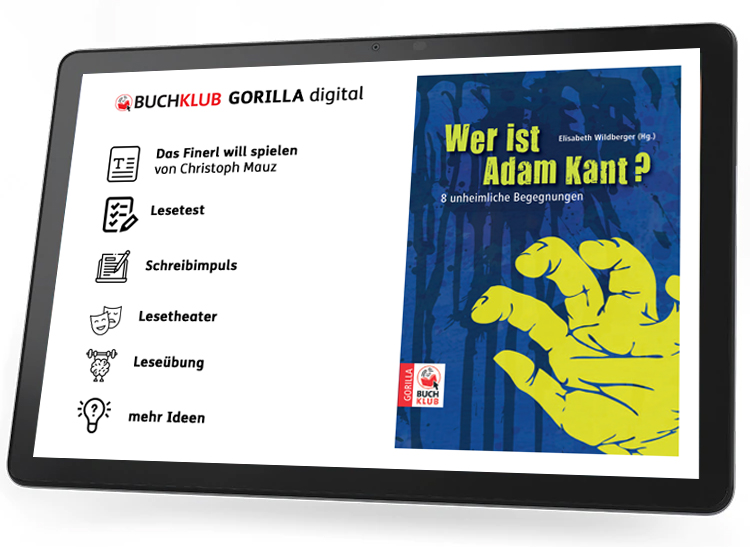 BUCHKLUB GORILLA digital
Das Finerl will spielen
von Christoph Mauz
Lesetest
Schreibimpuls
Lesetheater
Leseübung
mehr Ideen
Wer ist
Elisabeth Wildberger (Hg.)
Adam Kant?
8 unheimliche Begegnungen
GORILLA
BUCH
KLUB